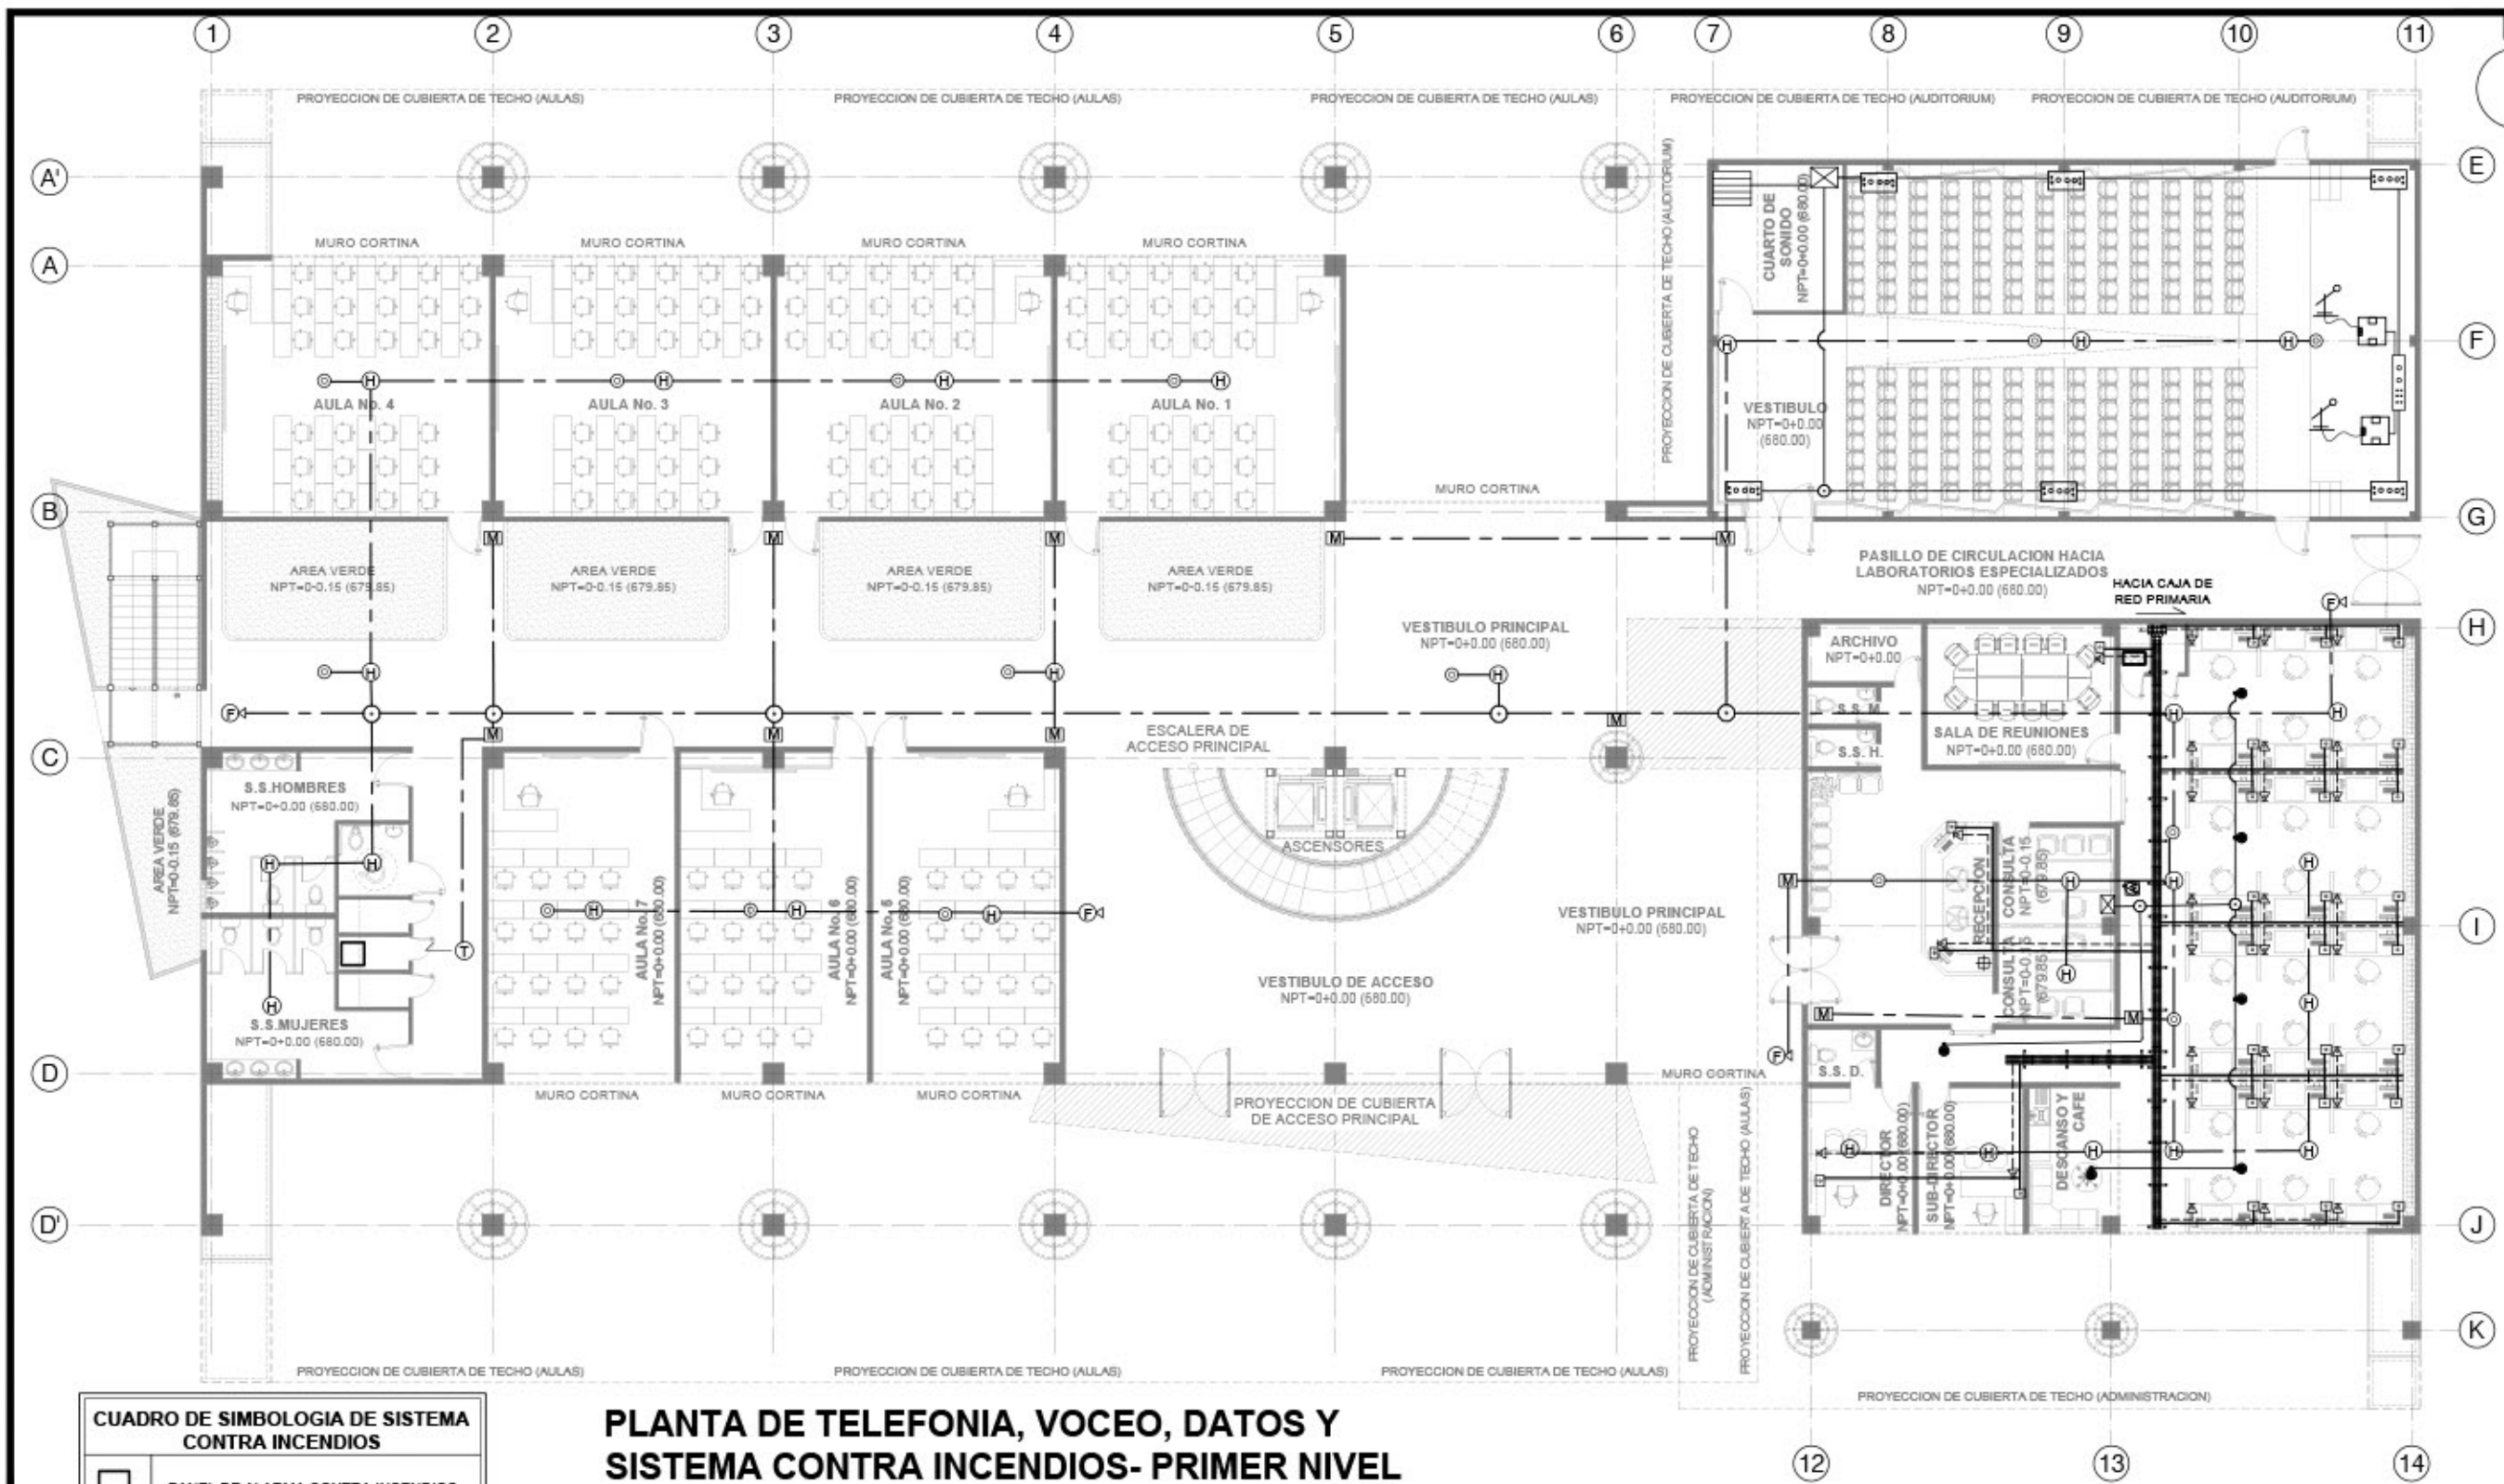 1 2 3 4 5 6 7 8 9 10 11
PROYECCION DE CUBIERTA DE TECHO (AULAS)
PROYECCION DE CUBIERTA DE TECHO (AULAS)
PROYECCION DE CUBIERTA DE TECHO (AULAS)
PROYECCION DE CUBIERTA DE TECHO (AUDITORIUM)
PROYECCION DE CUBIERTA DE TECHO (AUDITORIUM)
A'
E
PROYECCION DE CUBIERTA DE TECHO (AUDITORIUM)
CUARTO DE
SONIDO
NPT=0+0.00 (680.00)
MURO CORTINA
MURO CORTINA
MURO CORTINA
MURO CORTINA
A
F
H H H H
H H H
AULA No. 4
AULA No. 3
AULA No. 2
AULA No. 1
VESTIBULO
NPT=0+0.00
(680.00)
MURO CORTINA
B
G
M M M M M M
AREA VERDE
NPT=0-0.15 (679.85)
AREA VERDE
NPT=0-0.15 (679.85)
AREA VERDE
NPT=0-0.15 (679.85)
AREA VERDE
NPT=0-0.15 (679.85)
PASILLO DE CIRCULACION HACIA
LABORATORIOS ESPECIALIZADOS
NPT=0+0.00 (680.00)
HACIA CAJA DE
RED PRIMARIA
F
H
VESTIBULO PRINCIPAL
NPT=0+0.00 (680.00)
ARCHIVO
NPT=0+0.00
H H H
F
S.S. M.
H H
M M M M
ESCALERA DE
ACCESO PRINCIPAL
SALA DE REUNIONES
NPT=0+0.00 (680.00)
S.S. H.
C
S.S.HOMBRES
NPT=0+0.00 (680.00)
AREA VERDE
NPT=0-0.15 (679.85)
H H
ASCENSORES
RECEPCION
CONSULTA
NPT=0-0.15
(679.85)
M H H H
H H H F
AULA No. 7
NPT=0+0.00 (680.00)
AULA No. 6
NPT=0+0.00 (680.00)
AULA No. 5
NPT=0+0.00 (680.00)
VESTIBULO PRINCIPAL
NPT=0+0.00 (680.00)
I
T
VESTIBULO DE ACCESO
NPT=0+0.00 (680.00)
CONSULTA
NPT=0-0.15
(679.85)
H H
H
M M
S.S.MUJERES
NPT=0+0.00 (680.00)
F
D
S.S. D.
MURO CORTINA
MURO CORTINA
MURO CORTINA
MURO CORTINA
PROYECCION DE CUBIERTA
DE ACCESO PRINCIPAL
H H H H H
DIRECTOR
NPT=0+0.00 (680.00)
SUB-DIRECTOR
NPT=0+0.00 (680.00)
DESCANSO Y
CAFE
PROYECCION DE CUBIERTA DE TECHO
(ADMINISTRACION)
PROYECCION DE CUBIERTA DE TECHO (AULAS)
D'
J
K
PROYECCION DE CUBIERTA DE TECHO (AULAS)
PROYECCION DE CUBIERTA DE TECHO (AULAS)
PROYECCION DE CUBIERTA DE TECHO (AULAS)
PROYECCION DE CUBIERTA DE TECHO (ADMINISTRACION)
12 13 14
CUADRO DE SIMBOLOGIA DE SISTEMA
CONTRA INCENDIOS
PLANTA DE TELEFONIA, VOCEO, DATOS Y
SISTEMA CONTRA INCENDIOS- PRIMER NIVEL